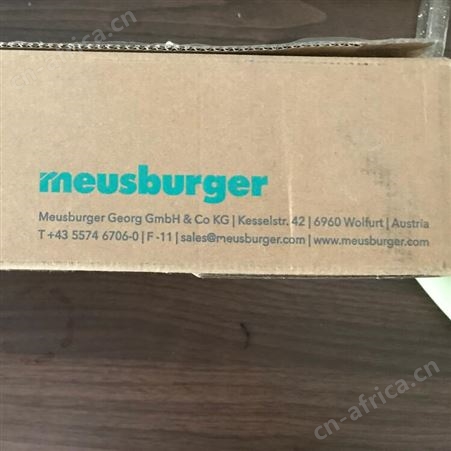 meusburger
Meusburger Georg GmbH & Co KG | Kesselstr. 42 | 6960 Wolfurt | Austria
T +43 5574 6706-0 | F -11 | sales@meusburger.com | www.meusburger.com
cn-africa.cn